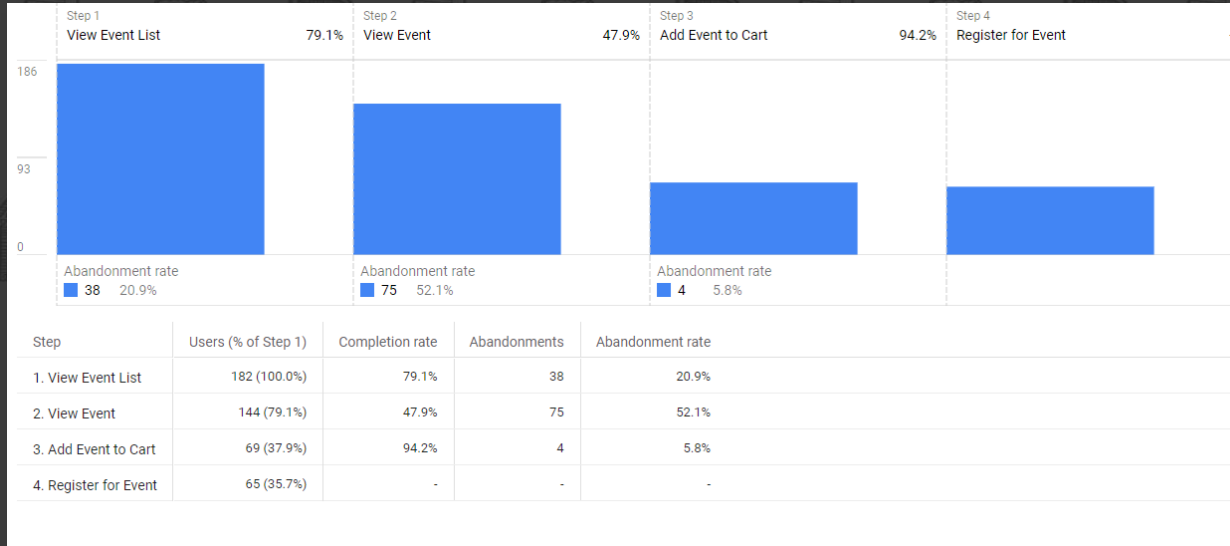 Step 1
View Event List 79.1%
Step 2
View Event 47.9%
Step 3
Add Event to Cart 94.2%
Step 4
Register for Event
186
93
0
Abandonment rate
38 20.9%
Abandonment rate
75 52.1%
Abandonment rate
4 5.8%
Step Users (% of Step 1) Completion rate Abandonments Abandonment rate
1. View Event List 182 (100.0%) 79.1% 38 20.9%
2. View Event 144 (79.1%) 47.9% 75 52.1%
3. Add Event to Cart 69 (37.9%) 94.2% 4 5.8%
4. Register for Event 65 (35.7%) - - -